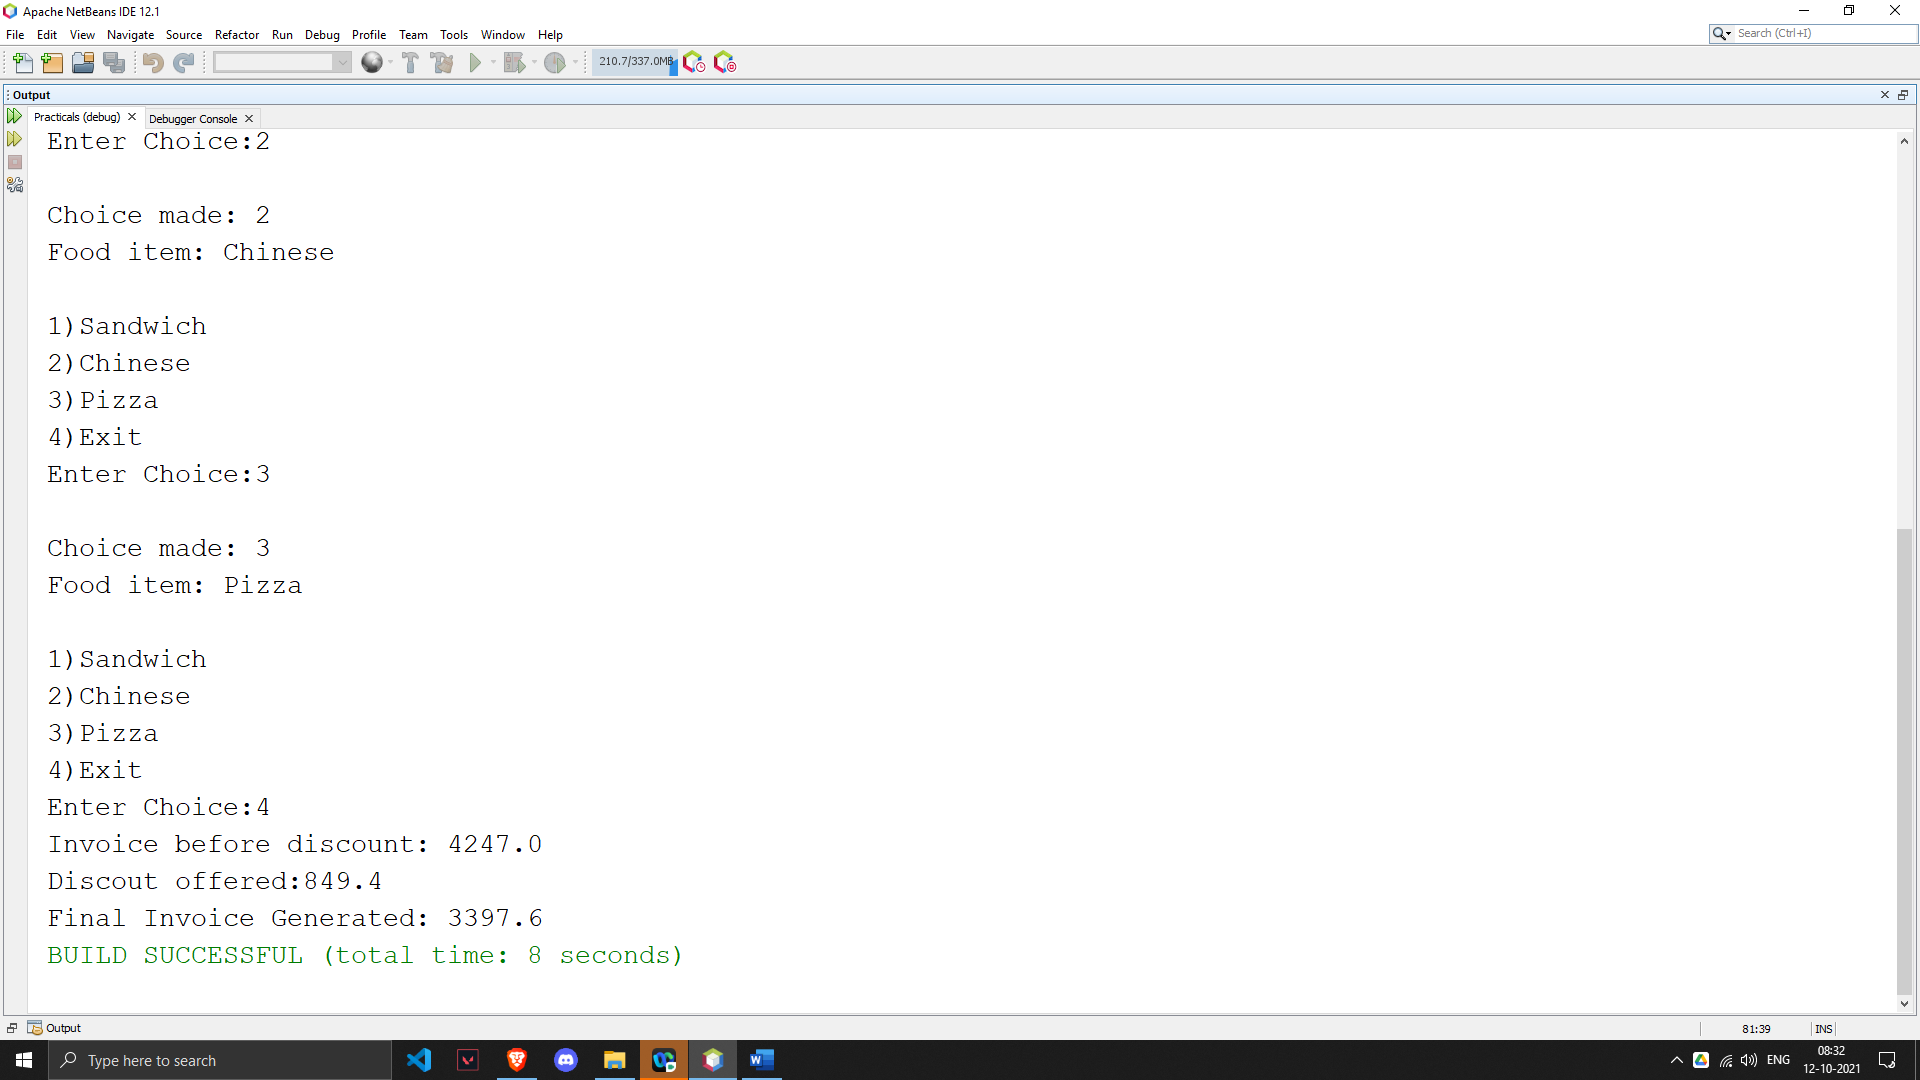 Apache NetBeans IDE 12.1
File Edit View Navigate Source Refactor Run Debug Profile Team Tools Window Help
Search (Ctrl+I)
210.7/337.0MB
Output
Practicals (debug)
Debugger Console
Enter Choice:2
Choice made: 2
Food item: Chinese
1)Sandwich
2)Chinese
3)Pizza
4)Exit
Enter Choice:3
Choice made: 3
Food item: Pizza
1)Sandwich
2)Chinese
3)Pizza
4)Exit
Enter Choice:4
Invoice before discount: 4247.0
Discout offered:849.4
Final Invoice Generated: 3397.6
BUILD SUCCESSFUL (total time: 8 seconds)
Output
81:39
INS
Type here to search
ENG
08:32
12-10-2021